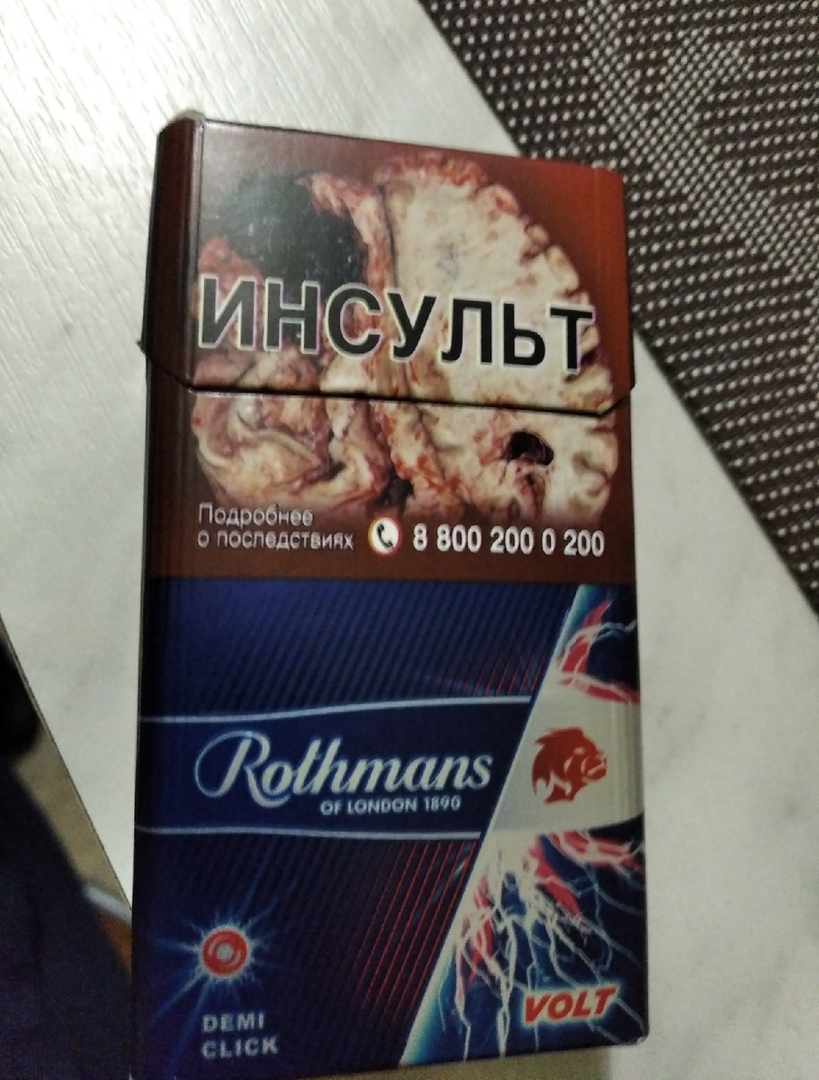 ИНСУЛЬТ
Подробнее
о последствиях 8 800 200 0 200
Rothmans
OF LONDON 1890
DEMI
CLICK
VOLT